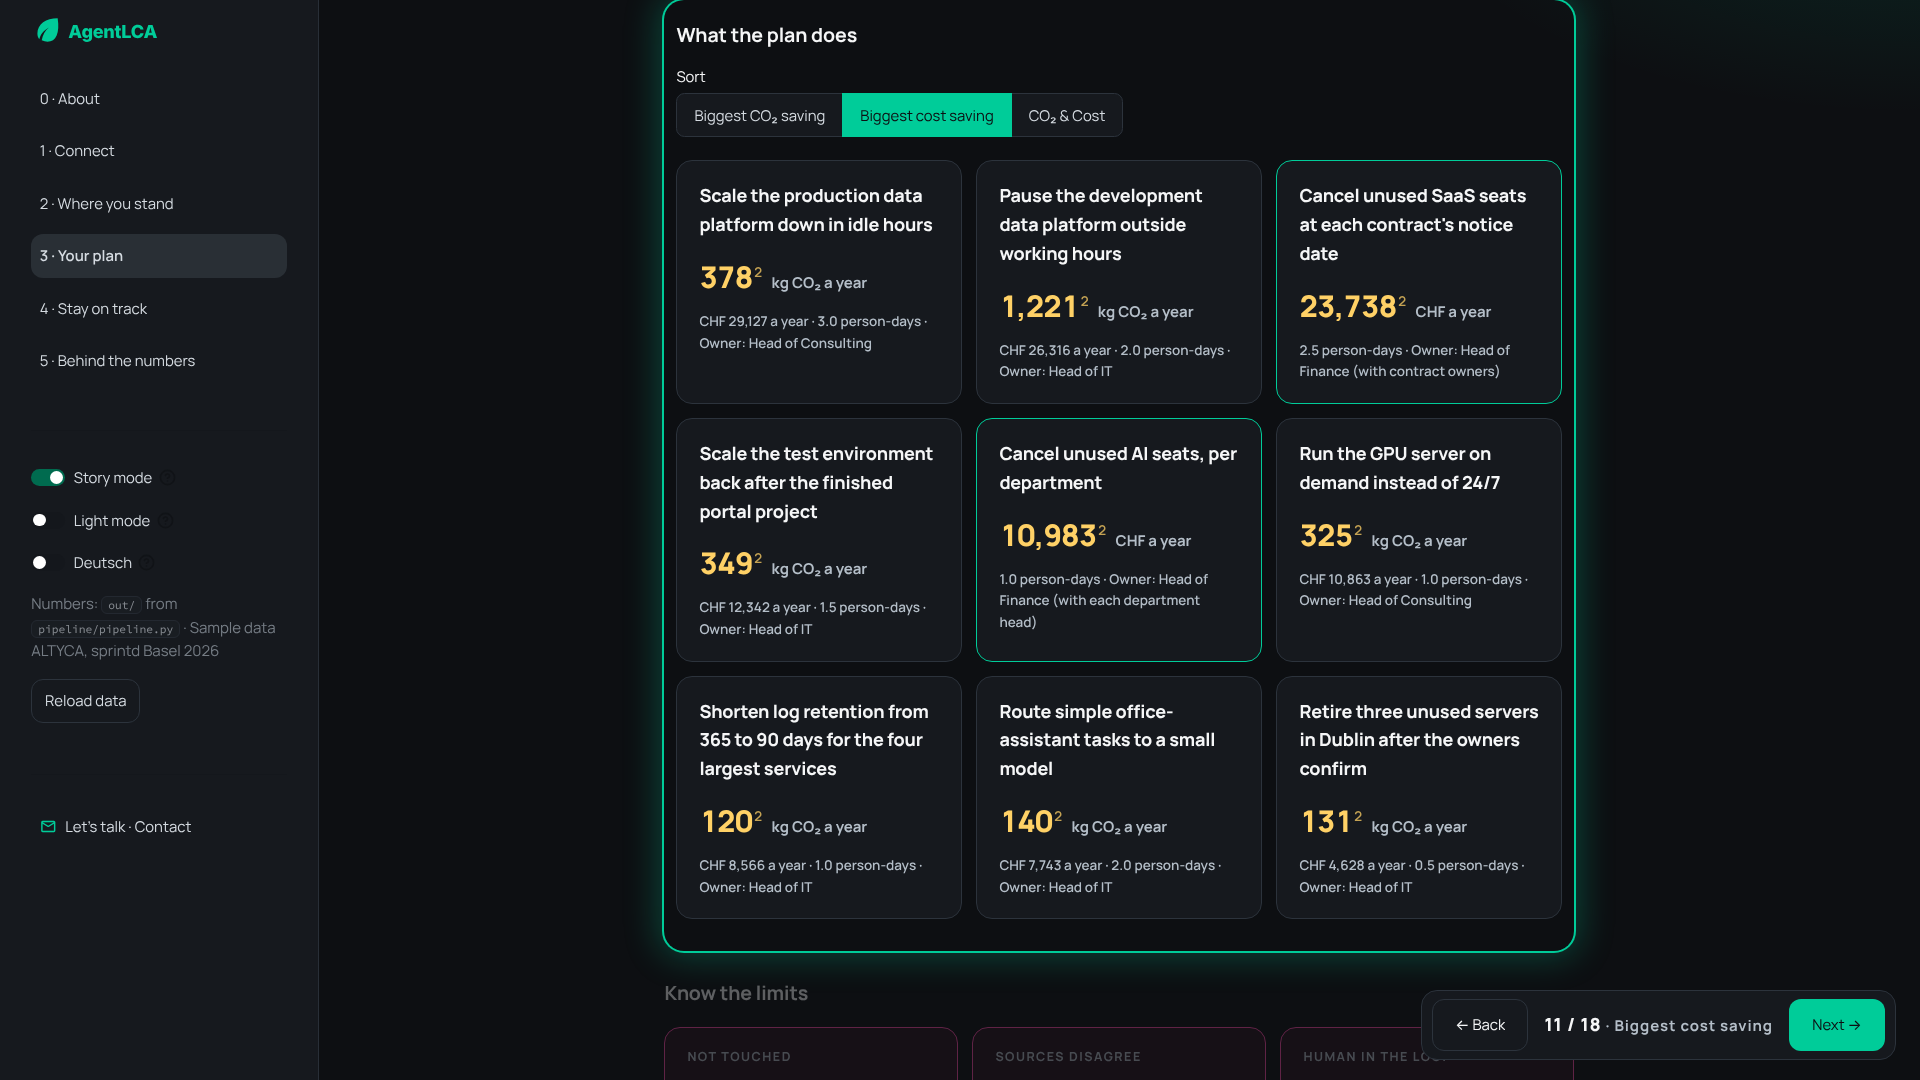 AgentLCA
0 · About
1 · Connect
2 · Where you stand
3 · Your plan
4 · Stay on track
5 · Behind the numbers
Story mode
Light mode
Deutsch
Numbers: out/ from
pipeline/pipeline.py · Sample data
ALTYCA, sprintd Basel 2026
Reload data
Let's talk · Contact
What the plan does
Sort
Biggest CO₂ saving
Biggest cost saving
CO₂ & Cost
Scale the production data
platform down in idle hours
378² kg CO₂ a year
CHF 29,127 a year · 3.0 person-days ·
Owner: Head of Consulting
Pause the development
data platform outside
working hours
1,221² kg CO₂ a year
CHF 26,316 a year · 2.0 person-days ·
Owner: Head of IT
Cancel unused SaaS seats
at each contract's notice
date
23,738² CHF a year
2.5 person-days · Owner: Head of
Finance (with contract owners)
Scale the test environment
back after the finished
portal project
349² kg CO₂ a year
CHF 12,342 a year · 1.5 person-days ·
Owner: Head of IT
Cancel unused AI seats, per
department
10,983² CHF a year
1.0 person-days · Owner: Head of
Finance (with each department
head)
Run the GPU server on
demand instead of 24/7
325² kg CO₂ a year
CHF 10,863 a year · 1.0 person-days ·
Owner: Head of Consulting
Shorten log retention from
365 to 90 days for the four
largest services
120² kg CO₂ a year
CHF 8,566 a year · 1.0 person-days ·
Owner: Head of IT
Route simple office-
assistant tasks to a small
model
140² kg CO₂ a year
CHF 7,743 a year · 2.0 person-days ·
Owner: Head of IT
Retire three unused servers
in Dublin after the owners
confirm
131² kg CO₂ a year
CHF 4,628 a year · 0.5 person-days ·
Owner: Head of IT
Know the limits
NOT TOUCHED
SOURCES DISAGREE
HUMAN IN THE
← Back
11 / 18 · Biggest cost saving
Next →